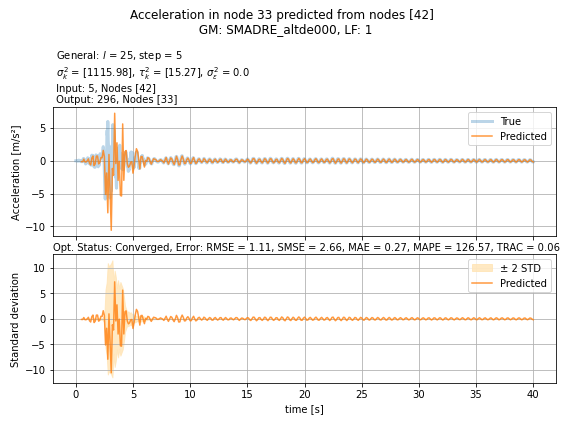 Acceleration in node 33 predicted from nodes [42]
GM: SMADRE_altde000, LF: 1
General: l = 25, step = 5
σ²ₖ = [1115.98], τ²ₖ = [15.27], σ²ε = 0.0
Input: 5, Nodes [42]
Output: 296, Nodes [33]
True
Predicted
5
0
−5
−10
Acceleration [m/s²]
Opt. Status: Converged, Error: RMSE = 1.11, SMSE = 2.66, MAE = 0.27, MAPE = 126.57, TRAC = 0.06
± 2 STD
Predicted
10
5
0
−5
−10
Standard deviation
0 5 10 15 20 25 30 35 40
time [s]